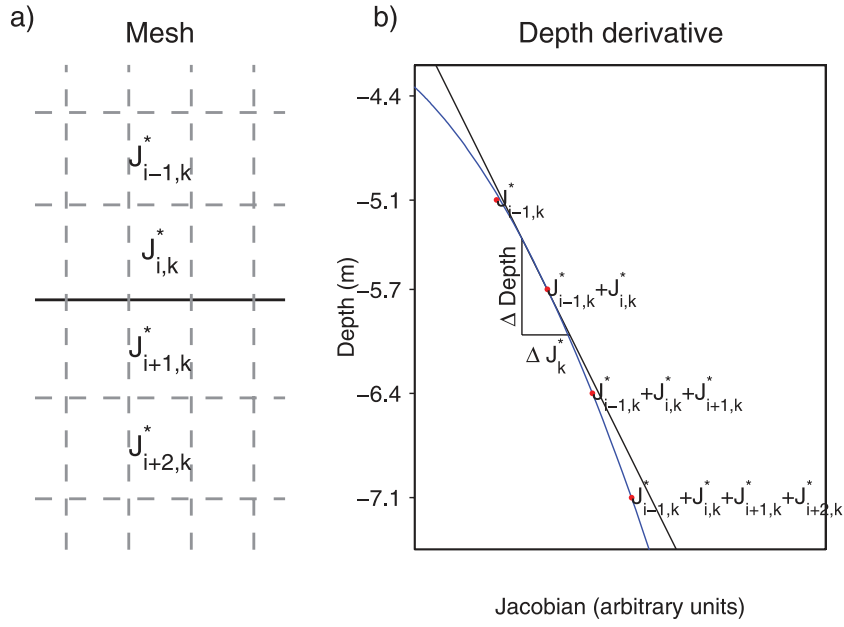 a)
Mesh
J*i−1,k
J*i,k
J*i+1,k
J*i+2,k
b)
Depth derivative
Depth (m)
−4.4
−5.1
−5.7
−6.4
−7.1
J*i−1,k
J*i−1,k+J*i,k
J*i−1,k+J*i,k+J*i+1,k
J*i−1,k+J*i,k+J*i+1,k+J*i+2,k
Δ Depth
Δ J*k
Jacobian (arbitrary units)